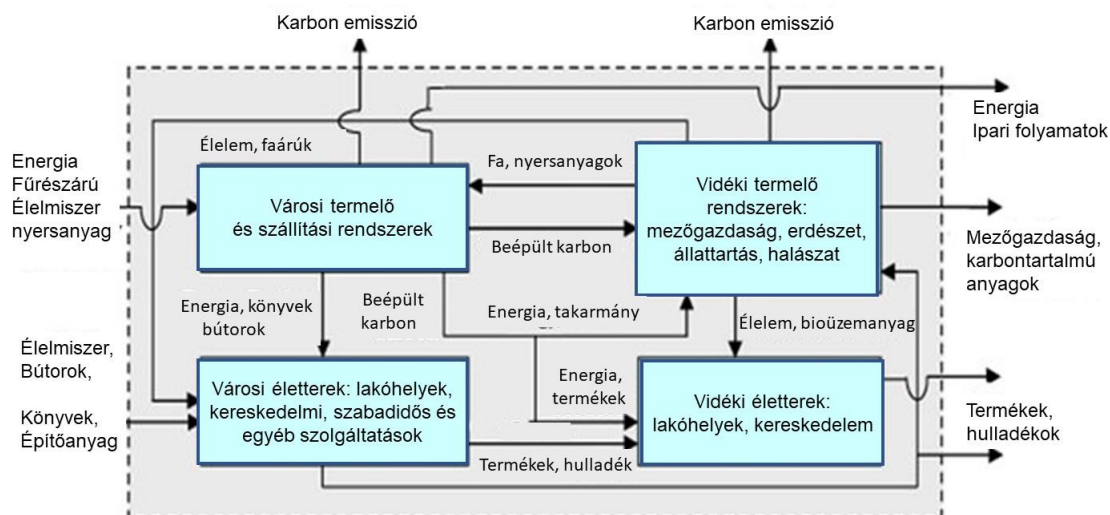 Karbon emisszió
Karbon emisszió
Energia
Ipari folyamatok
Élelem, faárúk
Energia
Fűrészárú
Élelmiszer
nyersanyag
Városi termelő
és szállítási rendszerek
Fa, nyersanyagok
Beépült karbon
Vidéki termelő
rendszerek:
mezőgazdaság, erdészet,
állattartás, halászat
Mezőgazdaság,
karbontartalmú
anyagok
Energia, könyvek
bútorok
Beépült
karbon
Energia, takarmány
Élelem, bioüzemanyag
Élelmiszer,
Bútorok,
Könyvek,
Építőanyag
Városi életterek: lakóhelyek,
kereskedelmi, szabadidős és
egyéb szolgáltatások
Energia,
termékek
Termékek, hulladék
Vidéki életterek:
lakóhelyek, kereskedelem
Termékek,
hulladékok